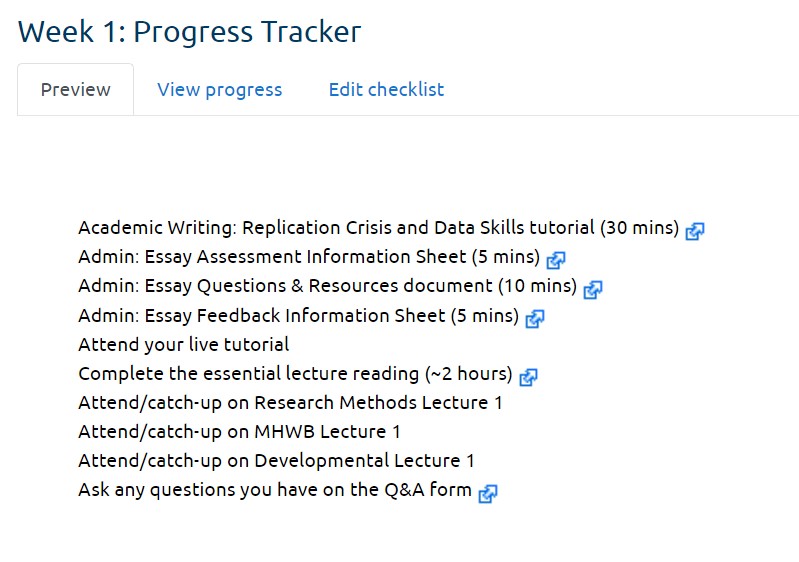 Week 1: Progress Tracker
Preview View progress Edit checklist
Academic Writing: Replication Crisis and Data Skills tutorial (30 mins)
Admin: Essay Assessment Information Sheet (5 mins)
Admin: Essay Questions & Resources document (10 mins)
Admin: Essay Feedback Information Sheet (5 mins)
Attend your live tutorial
Complete the essential lecture reading (~2 hours)
Attend/catch-up on Research Methods Lecture 1
Attend/catch-up on MHWB Lecture 1
Attend/catch-up on Developmental Lecture 1
Ask any questions you have on the Q&A form